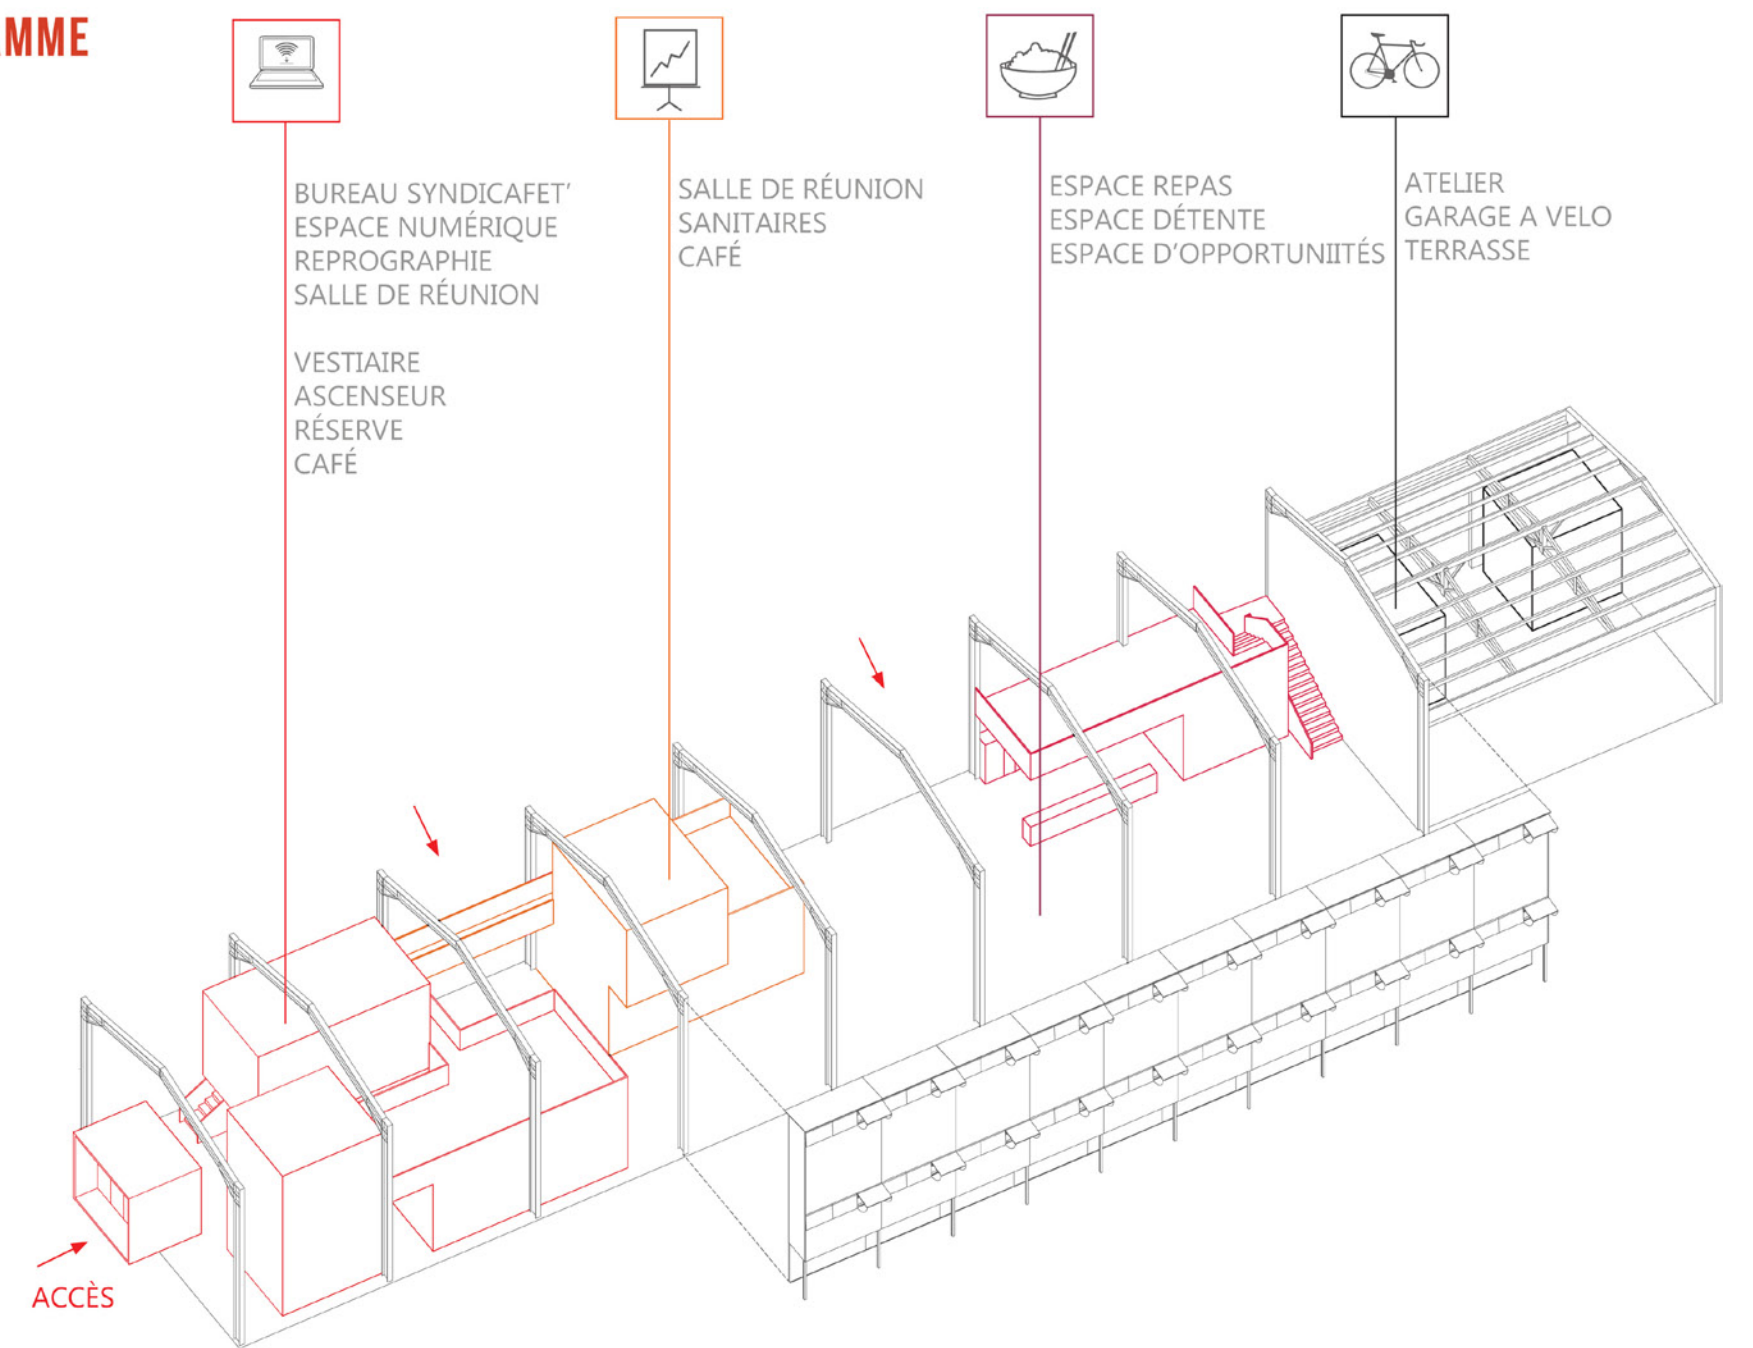 AMME
BUREAU SYNDICAFET'
ESPACE NUMÉRIQUE
REPROGRAPHIE
SALLE DE RÉUNION
VESTIAIRE
ASCENSEUR
RÉSERVE
CAFÉ
SALLE DE RÉUNION
SANITAIRES
CAFÉ
ESPACE REPAS
ESPACE DÉTENTE
ESPACE D'OPPORTUNIITÉS
ATELIER
GARAGE A VELO
TERRASSE
ACCÈS